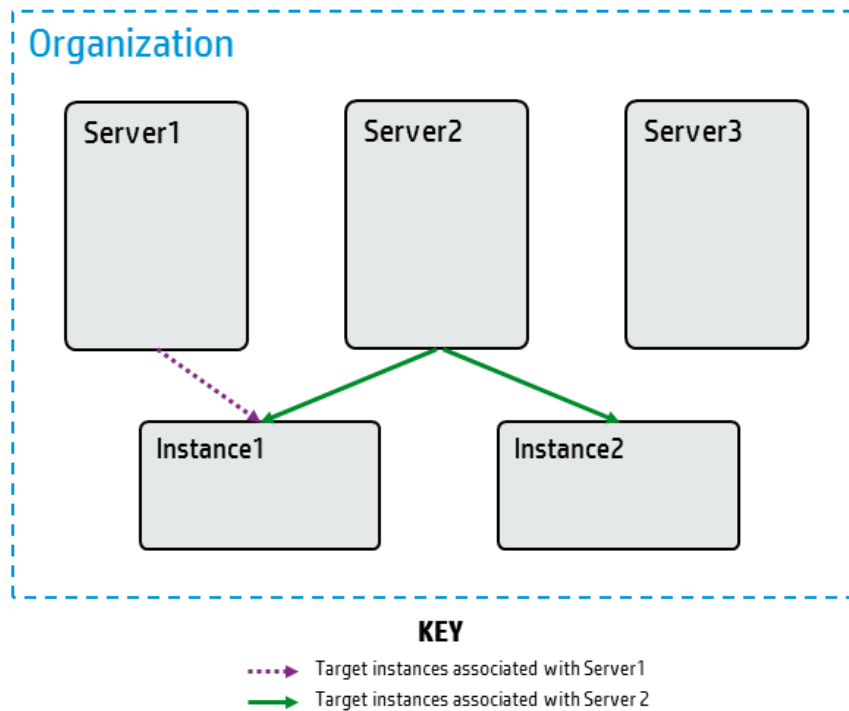 Organization
Server1
Server2
Server3
Instance1
Instance2
KEY
Target instances associated with Server1
Target instances associated with Server 2